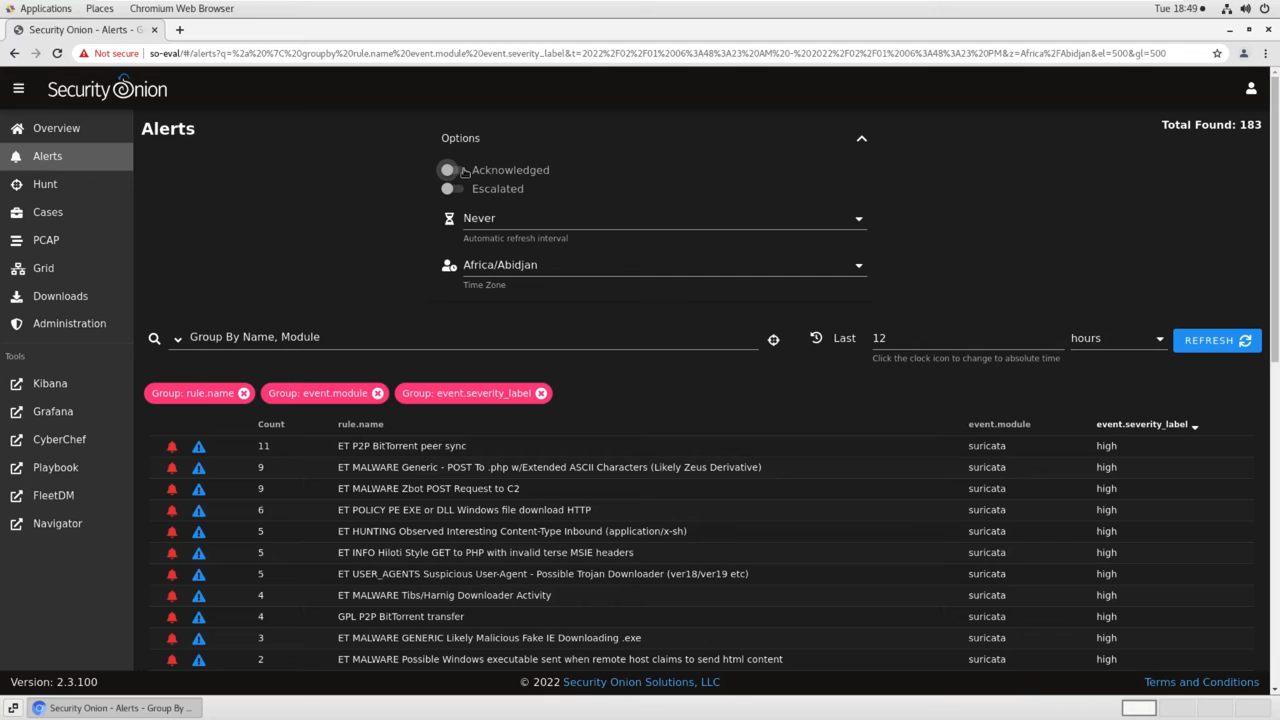 Applications Places Chromium Web Browser Tue 18:49
Security Onion - Alerts - G
Not secure so-eval/#/alerts?q=%2a%20%7C%20groupby%20rule.name%20event.module%20event.severity_label&t=2022%2F02%2F01%2006%3A48%3A23%20AM%20-%202022%2F02%2F01%2006%3A48%3A23%20PM&z=Africa%2FAbidjan&el=500&gl=500
Security Onion
Overview
Alerts
Hunt
Cases
PCAP
Grid
Downloads
Administration
Tools
Kibana
Grafana
CyberChef
Playbook
FleetDM
Navigator
Alerts
Total Found: 183
Options
Acknowledged
Escalated
Never
Automatic refresh interval
Africa/Abidjan
Time Zone
Group By Name, Module Last 12 hours REFRESH
Click the clock icon to change to absolute time
Group: rule.name Group: event.module Group: event.severity_label
Count rule.name event.module event.severity_label
11 ET P2P BitTorrent peer sync suricata high
9 ET MALWARE Generic - POST To .php w/Extended ASCII Characters (Likely Zeus Derivative) suricata high
9 ET MALWARE Zbot POST Request to C2 suricata high
6 ET POLICY PE EXE or DLL Windows file download HTTP suricata high
5 ET HUNTING Observed Interesting Content-Type Inbound (application/x-sh) suricata high
5 ET INFO Hiloti Style GET to PHP with invalid terse MSIE headers suricata high
5 ET USER_AGENTS Suspicious User-Agent - Possible Trojan Downloader (ver18/ver19 etc) suricata high
4 ET MALWARE Tibs/Harnig Downloader Activity suricata high
4 GPL P2P BitTorrent transfer suricata high
3 ET MALWARE GENERIC Likely Malicious Fake IE Downloading .exe suricata high
2 ET MALWARE Possible Windows executable sent when remote host claims to send html content suricata high
Version: 2.3.100 © 2022 Security Onion Solutions, LLC Terms and Conditions
Security Onion - Alerts - Group By ...